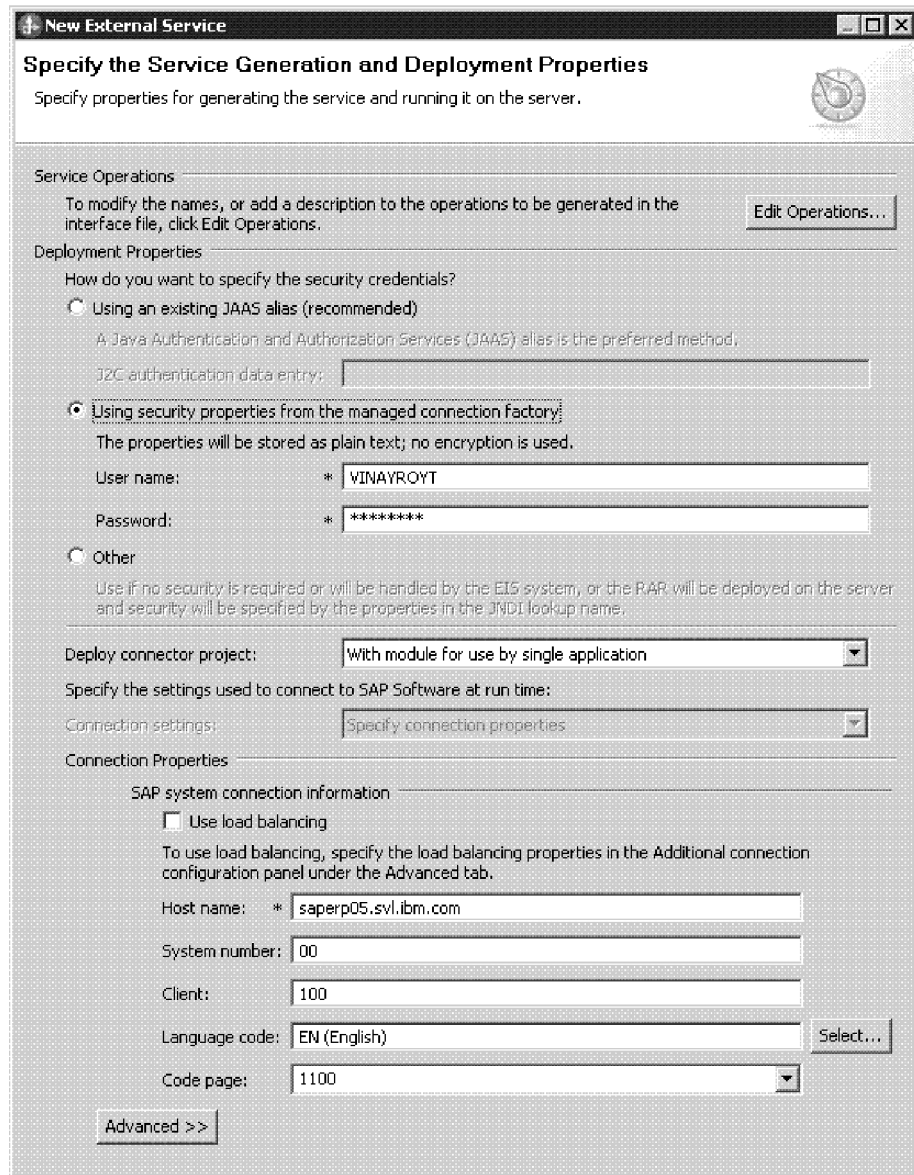 New External Service
Specify the Service Generation and Deployment Properties
Specify properties for generating the service and running it on the server.
Service Operations
To modify the names, or add a description to the operations to be generated in the
interface file, click Edit Operations.
Edit Operations...
Deployment Properties
How do you want to specify the security credentials?
Using an existing JAAS alias (recommended)
A Java Authentication and Authorization Services (JAAS) alias is the preferred method.
J2C authentication data entry:
Using security properties from the managed connection factory
The properties will be stored as plain text; no encryption is used.
User name: * VINAYROYT
Password: * ********
Other
Use if no security is required or will be handled by the EIS system, or the RAR will be deployed on the server
and security will be specified by the properties in the JNDI lookup name.
Deploy connector project: With module for use by single application
Specify the settings used to connect to SAP Software at run time:
Connection settings: Specify connection properties
Connection Properties
SAP system connection information
Use load balancing
To use load balancing, specify the load balancing properties in the Additional connection
configuration panel under the Advanced tab.
Host name: * saperp05.svl.ibm.com
System number: 00
Client: 100
Language code: EN (English) Select...
Code page: 1100
Advanced >>